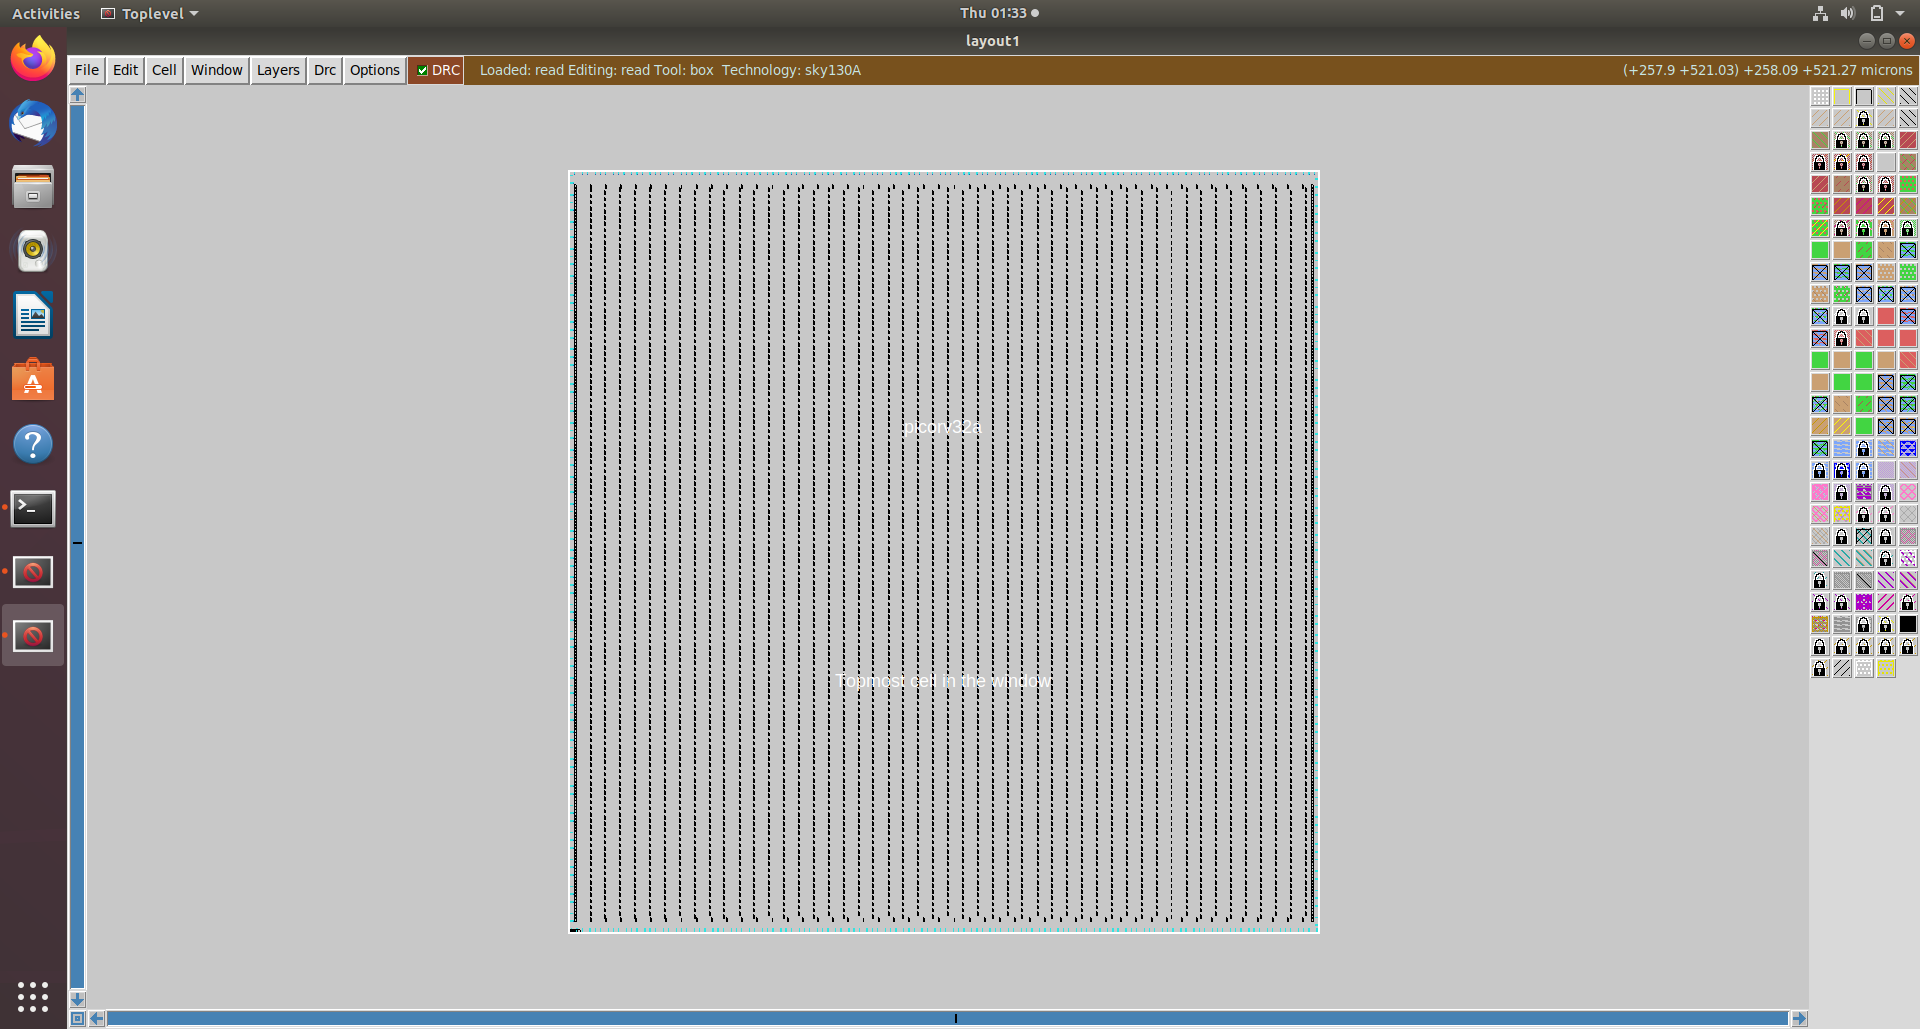 Activities Toplevel Thu 01:33
layout1
File Edit Cell Window Layers Drc Options DRC Loaded: read Editing: read Tool: box Technology: sky130A (+257.9 +521.03) +258.09 +521.27 microns
picorv32a
Topmost cell in the window